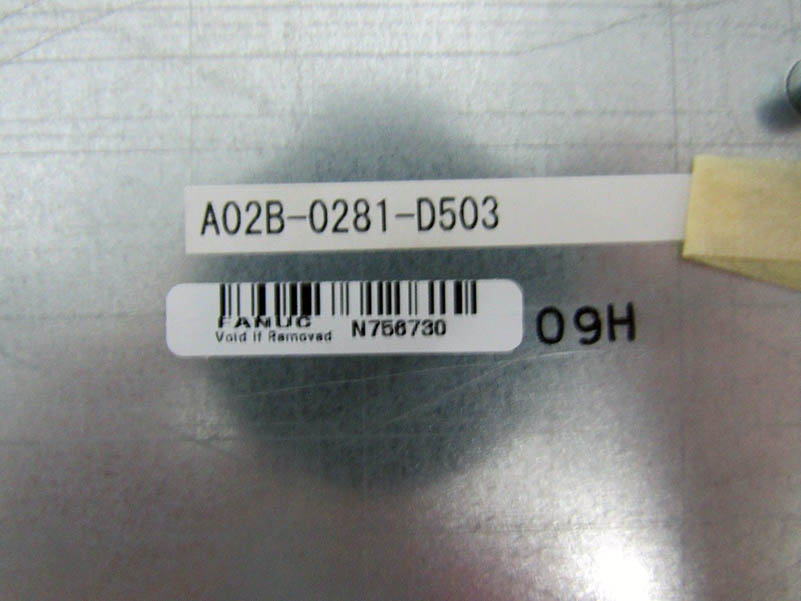 A02B-0281-D503
FANUC
Void if Removed N756730
09H